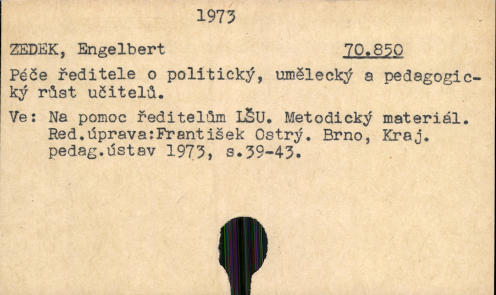 1973
ZEDEK, Engelbert 70.850
Péče ředitele o politický, umělecký a pedagogic-
ký růst učitelů.
Ve: Na pomoc ředitelům LŠU. Metodický materiál.
Red.úprava:František Ostrý. Brno, Kraj.
pedag.ústav 1973, s.39-43.